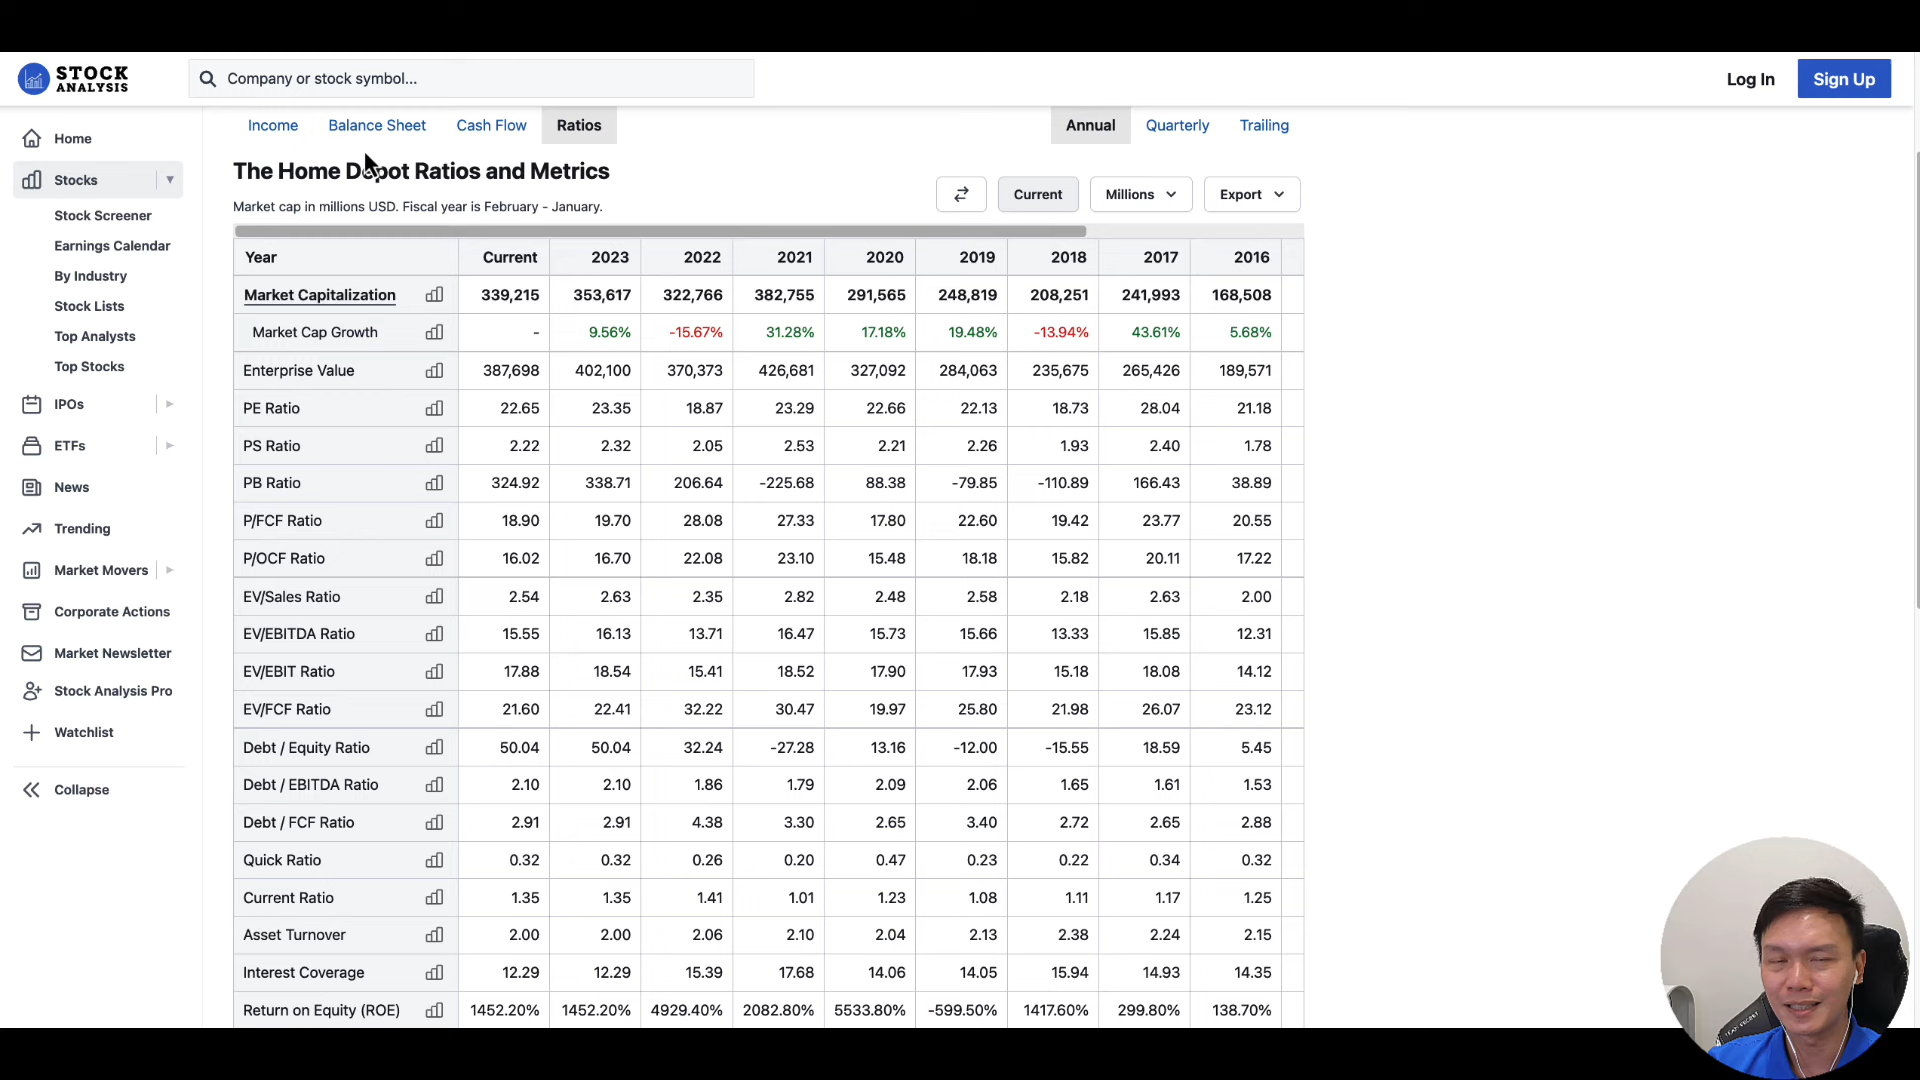 STOCK
ANALYSIS
Company or stock symbol...
Log In
Sign Up
Home
Stocks
Stock Screener
Earnings Calendar
By Industry
Stock Lists
Top Analysts
Top Stocks
IPOs
ETFs
News
Trending
Market Movers
Corporate Actions
Market Newsletter
Stock Analysis Pro
Watchlist
Collapse
Income Balance Sheet Cash Flow Ratios
Annual Quarterly Trailing
The Home Depot Ratios and Metrics
Market cap in millions USD. Fiscal year is February - January.
Current Millions Export
Year Current 2023 2022 2021 2020 2019 2018 2017 2016
Market Capitalization 339,215 353,617 322,766 382,755 291,565 248,819 208,251 241,993 168,508
Market Cap Growth - 9.56% -15.67% 31.28% 17.18% 19.48% -13.94% 43.61% 5.68%
Enterprise Value 387,698 402,100 370,373 426,681 327,092 284,063 235,675 265,426 189,571
PE Ratio 22.65 23.35 18.87 23.29 22.66 22.13 18.73 28.04 21.18
PS Ratio 2.22 2.32 2.05 2.53 2.21 2.26 1.93 2.40 1.78
PB Ratio 324.92 338.71 206.64 -225.68 88.38 -79.85 -110.89 166.43 38.89
P/FCF Ratio 18.90 19.70 28.08 27.33 17.80 22.60 19.42 23.77 20.55
P/OCF Ratio 16.02 16.70 22.08 23.10 15.48 18.18 15.82 20.11 17.22
EV/Sales Ratio 2.54 2.63 2.35 2.82 2.48 2.58 2.18 2.63 2.00
EV/EBITDA Ratio 15.55 16.13 13.71 16.47 15.73 15.66 13.33 15.85 12.31
EV/EBIT Ratio 17.88 18.54 15.41 18.52 17.90 17.93 15.18 18.08 14.12
EV/FCF Ratio 21.60 22.41 32.22 30.47 19.97 25.80 21.98 26.07 23.12
Debt / Equity Ratio 50.04 50.04 32.24 -27.28 13.16 -12.00 -15.55 18.59 5.45
Debt / EBITDA Ratio 2.10 2.10 1.86 1.79 2.09 2.06 1.65 1.61 1.53
Debt / FCF Ratio 2.91 2.91 4.38 3.30 2.65 3.40 2.72 2.65 2.88
Quick Ratio 0.32 0.32 0.26 0.20 0.47 0.23 0.22 0.34 0.32
Current Ratio 1.35 1.35 1.41 1.01 1.23 1.08 1.11 1.17 1.25
Asset Turnover 2.00 2.00 2.06 2.10 2.04 2.13 2.38 2.24 2.15
Interest Coverage 12.29 12.29 15.39 17.68 14.06 14.05 15.94 14.93 14.35
Return on Equity (ROE) 1452.20% 1452.20% 4929.40% 2082.80% 5533.80% -599.50% 1417.60% 299.80% 138.70%